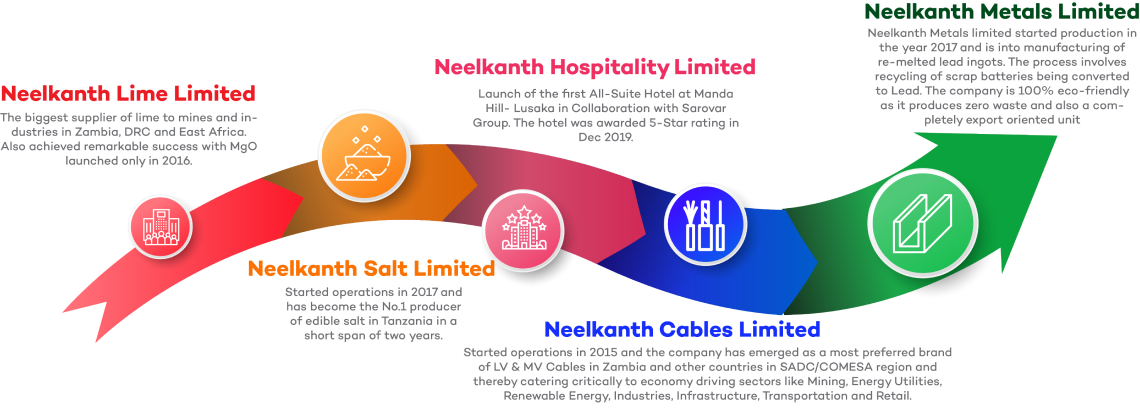 Neelkanth Lime Limited
The biggest supplier of lime to mines and in-
dustries in Zambia, DRC and East Africa.
Also achieved remarkable success with MgO
launched only in 2016.
Neelkanth Salt Limited
Started operations in 2017 and
has become the No.1 producer
of edible salt in Tanzania in a
short span of two years.
Neelkanth Hospitality Limited
Launch of the first All-Suite Hotel at Manda
Hill- Lusaka in Collaboration with Sarovar
Group. The hotel was awarded 5-Star rating in
Dec 2019.
Neelkanth Cables Limited
Started operations in 2015 and the company has emerged as a most preferred brand
of LV & MV Cables in Zambia and other countries in SADC/COMESA region and
thereby catering critically to economy driving sectors like Mining, Energy Utilities,
Renewable Energy, Industries, Infrastructure, Transportation and Retail.
Neelkanth Metals Limited
Neelkanth Metals limited started production in
the year 2017 and is into manufacturing of
re-melted lead ingots. The process involves
recycling of scrap batteries being converted
to Lead. The company is 100% eco-friendly
as it produces zero waste and also a com-
pletely export oriented unit